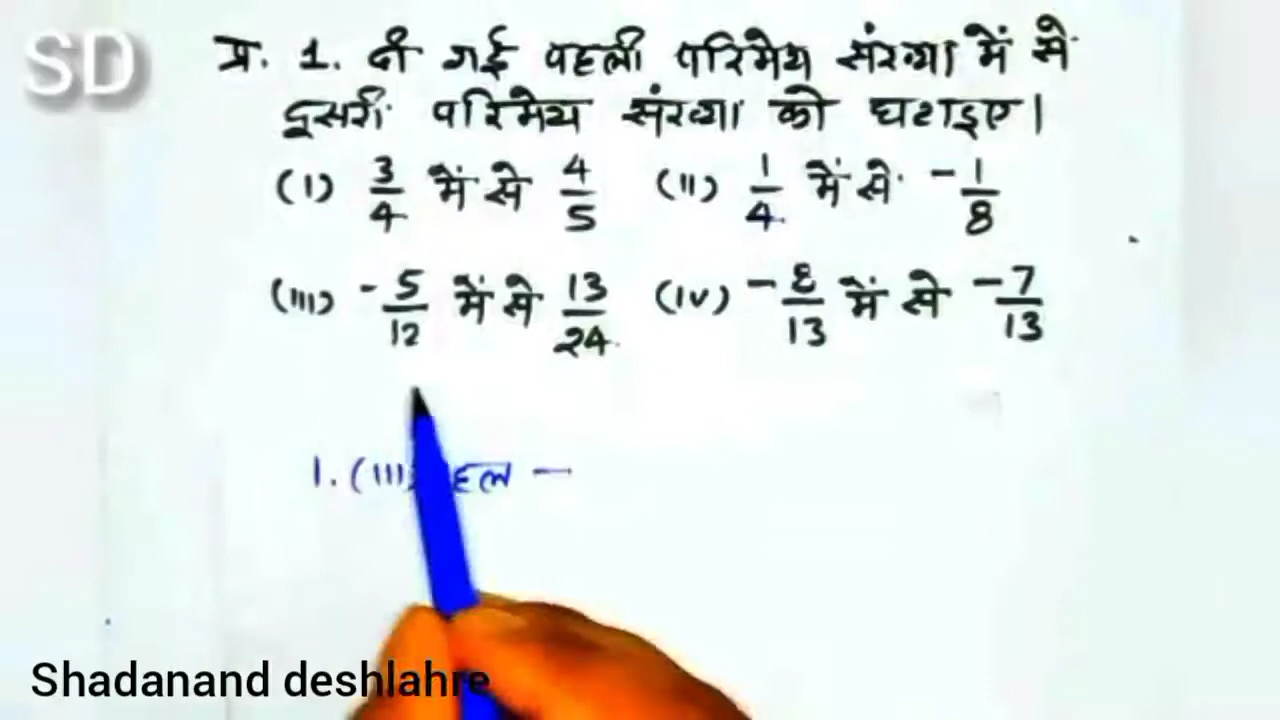 SD
प्र. 1. दी गई पहली परिमेय संख्या में से
दूसरी परिमेय संख्या को घटाइए।
(i) 3/4 में से 4/5 (ii) 1/4 में से -1/8
(iii) -5/12 में से 13/24 (iv) -8/13 में से -7/13
1. (iii) हल —
Shadanand deshlahre